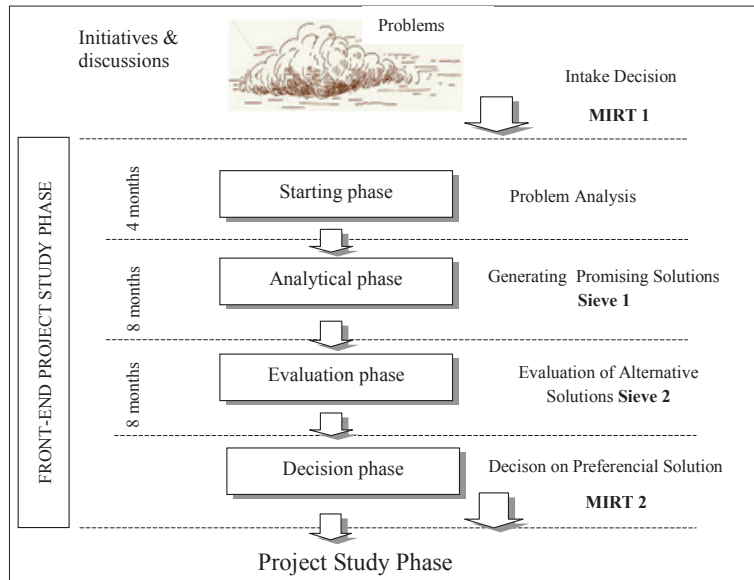 Initiatives &
discussions
Problems
Intake Decision
MIRT 1
FRONT-END PROJECT STUDY PHASE
4 months
Starting phase
Problem Analysis
8 months
Analytical phase
Generating Promising Solutions
Sieve 1
8 months
Evaluation phase
Evaluation of Alternative
Solutions Sieve 2
Decision phase
Decison on Preferencial Solution
MIRT 2
Project Study Phase